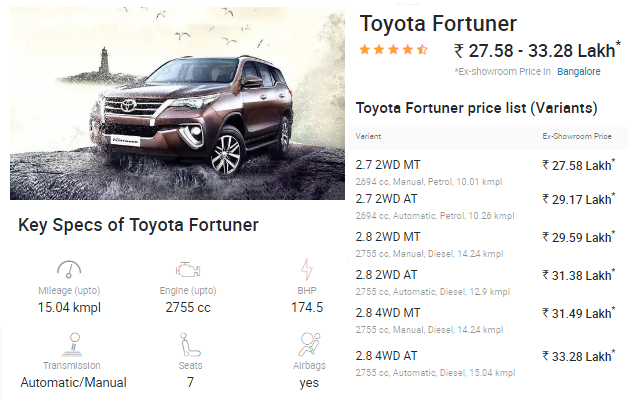 Toyota Fortuner
₹ 27.58 - 33.28 Lakh*
*Ex-showroom Price in Bangalore
Toyota Fortuner price list (Variants)
Variant Ex-Showroom Price
2.7 2WD MT ₹ 27.58 Lakh*
2694 cc, Manual, Petrol, 10.01 kmpl
2.7 2WD AT ₹ 29.17 Lakh*
2694 cc, Automatic, Petrol, 10.26 kmpl
2.8 2WD MT ₹ 29.59 Lakh*
2755 cc, Manual, Diesel, 14.24 kmpl
2.8 2WD AT ₹ 31.38 Lakh*
2755 cc, Automatic, Diesel, 12.9 kmpl
2.8 4WD MT ₹ 31.49 Lakh*
2755 cc, Manual, Diesel, 14.24 kmpl
2.8 4WD AT ₹ 33.28 Lakh*
2755 cc, Automatic, Diesel, 15.04 kmpl
FORTUNER
Key Specs of Toyota Fortuner
Mileage (upto) Engine (upto) BHP
15.04 kmpl 2755 cc 174.5
Transmission Seats Airbags
Automatic/Manual 7 yes